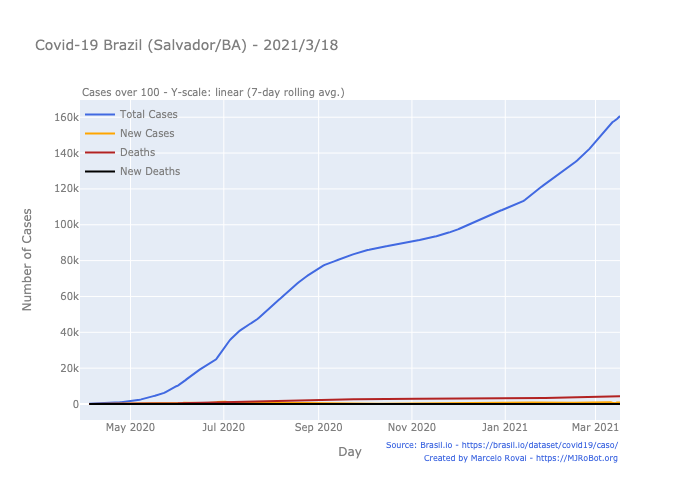 Covid-19 Brazil (Salvador/BA) - 2021/3/18
Cases over 100 - Y-scale: linear (7-day rolling avg.)
Total Cases
New Cases
Deaths
New Deaths
160k
140k
120k
100k
80k
60k
40k
20k
0
Number of Cases
May 2020
Jul 2020
Sep 2020
Nov 2020
Jan 2021
Mar 2021
Day
Source: Brasil.io - https://brasil.io/dataset/covid19/caso/
Created by Marcelo Rovai - https://MJRoBot.org